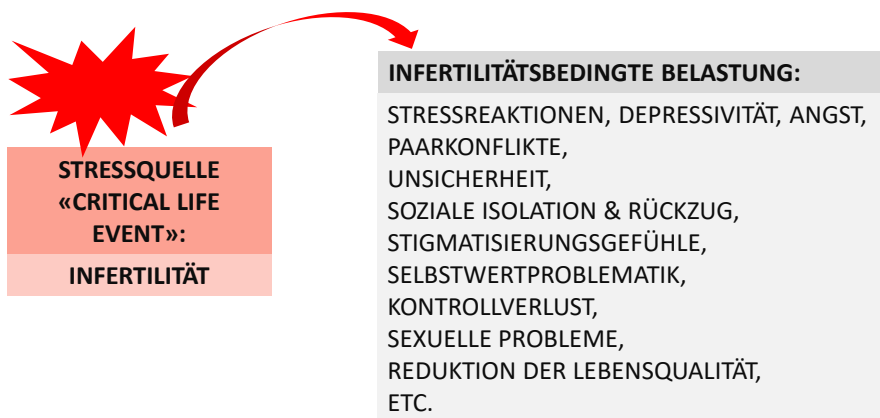 STRESSQUELLE
«CRITICAL LIFE
EVENT»:
INFERTILITÄT
INFERTILITÄTSBEDINGTE BELASTUNG:
STRESSREAKTIONEN, DEPRESSIVITÄT, ANGST,
PAARKONFLIKTE,
UNSICHERHEIT,
SOZIALE ISOLATION & RÜCKZUG,
STIGMATISIERUNGSGEFÜHLE,
SELBSTWERTPROBLEMATIK,
KONTROLLVERLUST,
SEXUELLE PROBLEME,
REDUKTION DER LEBENSQUALITÄT,
ETC.